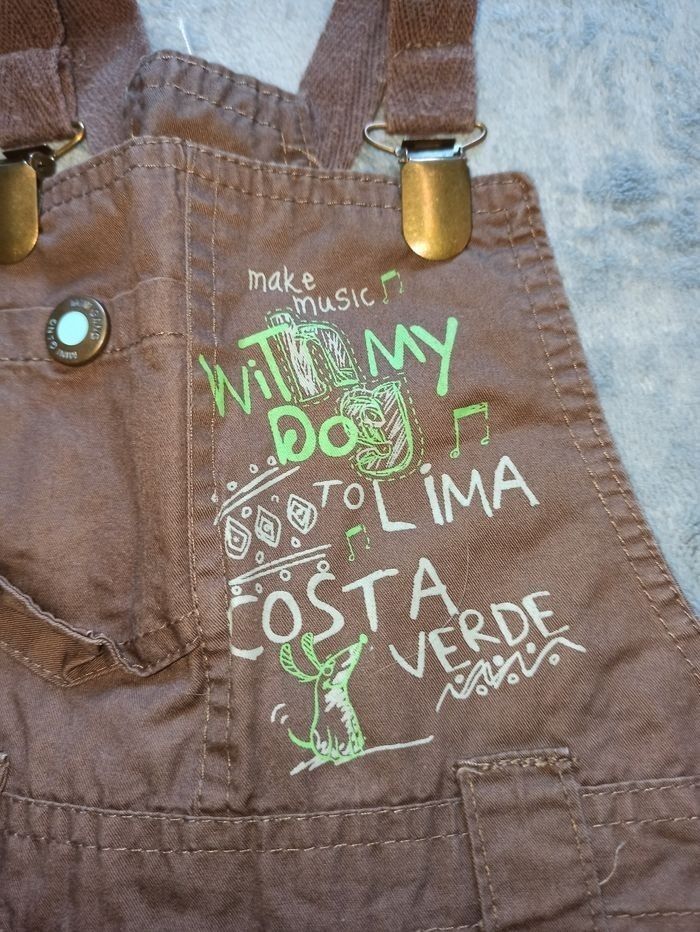 make
music
WiTh MY
Dog
TO LiMA
COSTA
VERDE